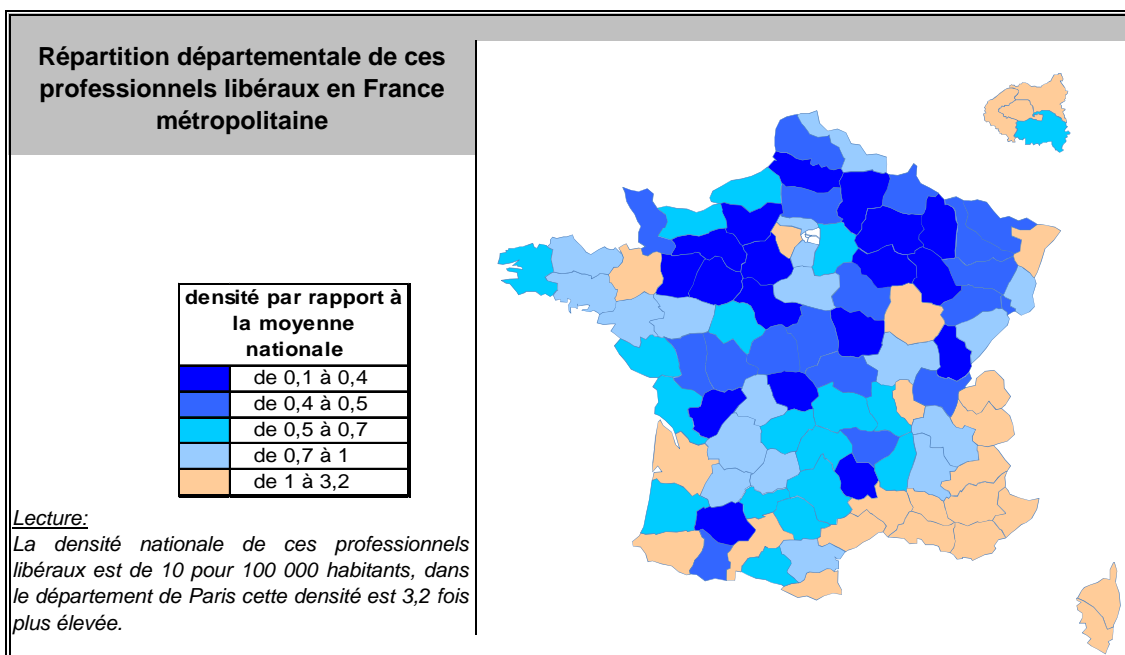 Répartition départementale de ces
professionnels libéraux en France
métropolitaine
densité par rapport à
la moyenne
nationale
de 0,1 à 0,4
de 0,4 à 0,5
de 0,5 à 0,7
de 0,7 à 1
de 1 à 3,2
Lecture:
La densité nationale de ces professionnels
libéraux est de 10 pour 100 000 habitants, dans
le département de Paris cette densité est 3,2 fois
plus élevée.